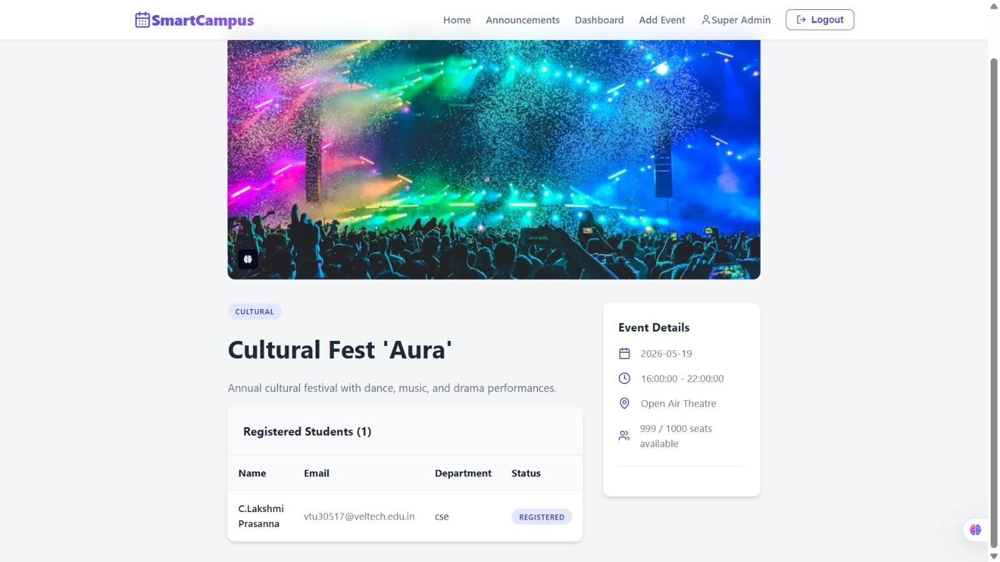 SmartCampus
Home Announcements Dashboard Add Event Super Admin Logout
CULTURAL
Cultural Fest 'Aura'
Annual cultural festival with dance, music, and drama performances.
Registered Students (1)
Name Email Department Status
C.Lakshmi
Prasanna
vtu30517@veltech.edu.in cse REGISTERED
Event Details
2026-05-19
16:00:00 - 22:00:00
Open Air Theatre
999 / 1000 seats
available